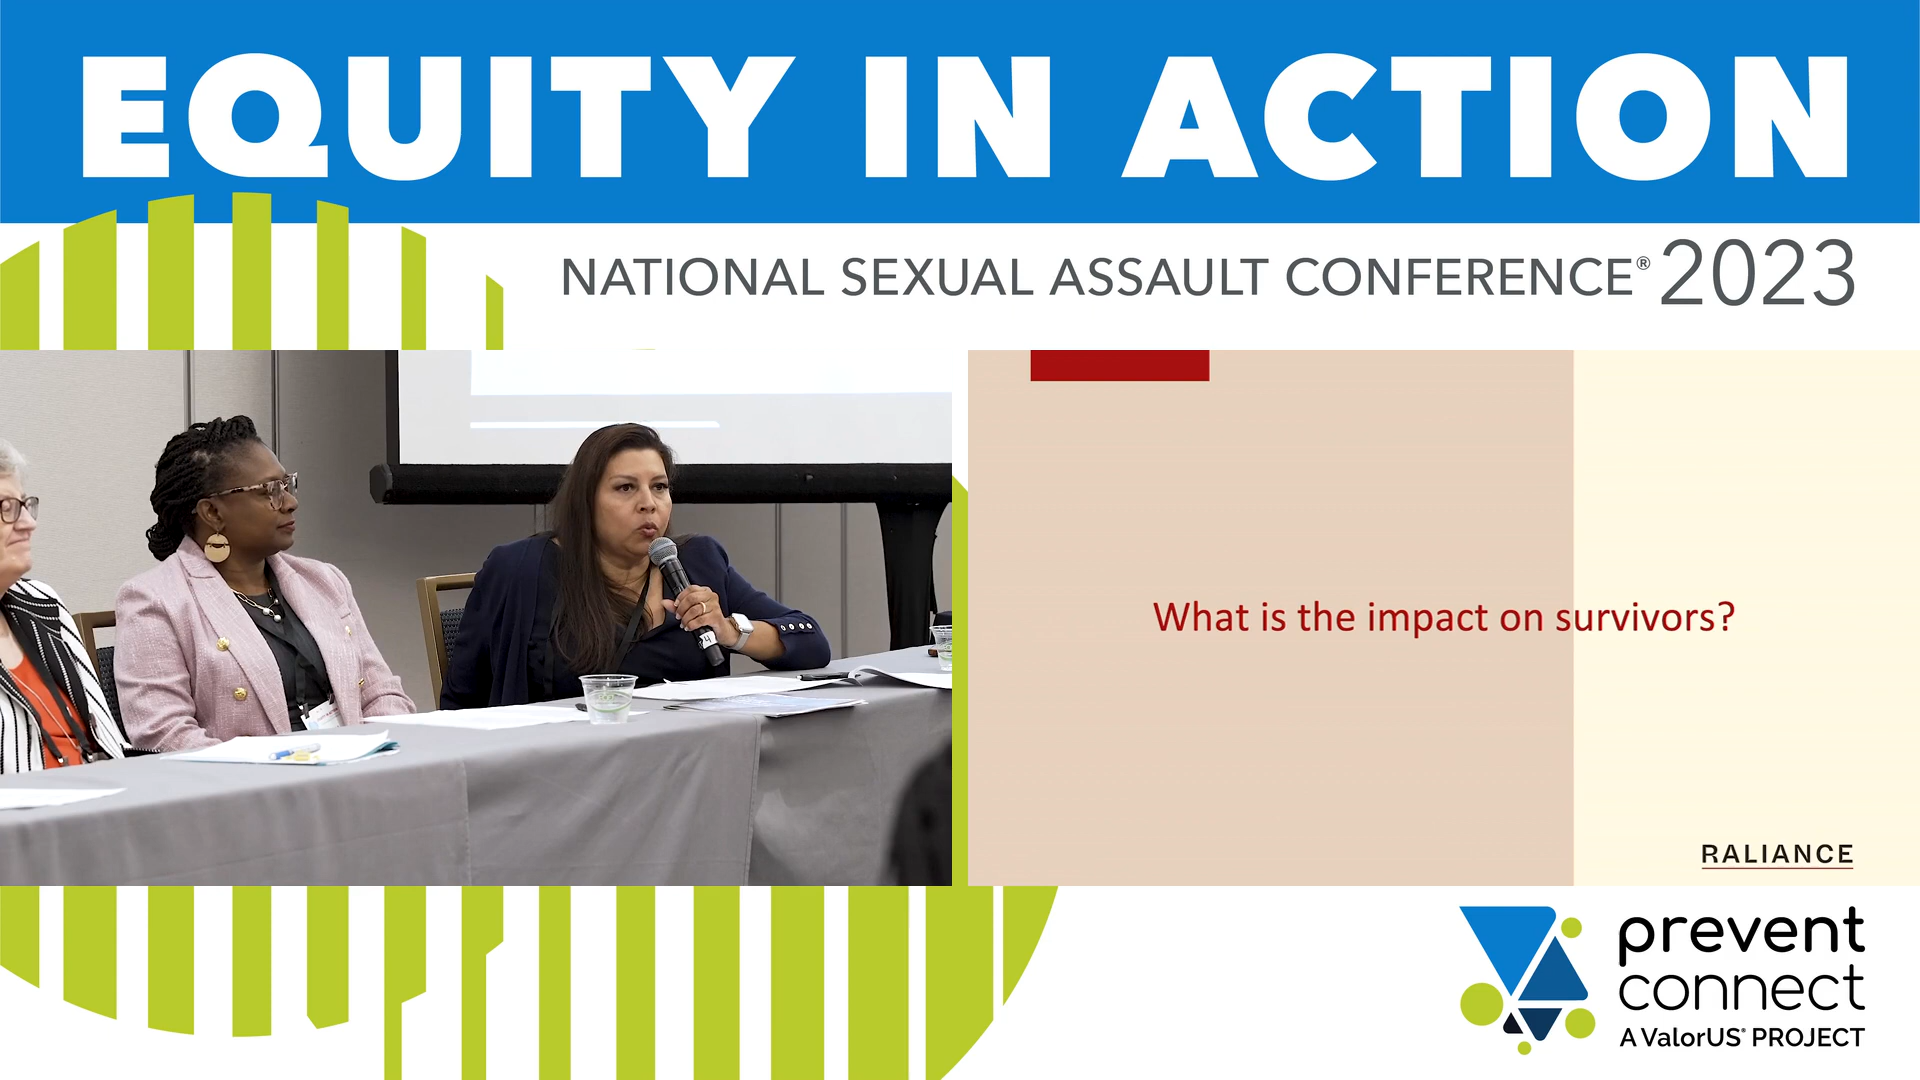 EQUITY IN ACTION
NATIONAL SEXUAL ASSAULT CONFERENCE® 2023
What is the impact on survivors?
RALIANCE
4
prevent
connect
A ValorUS® PROJECT